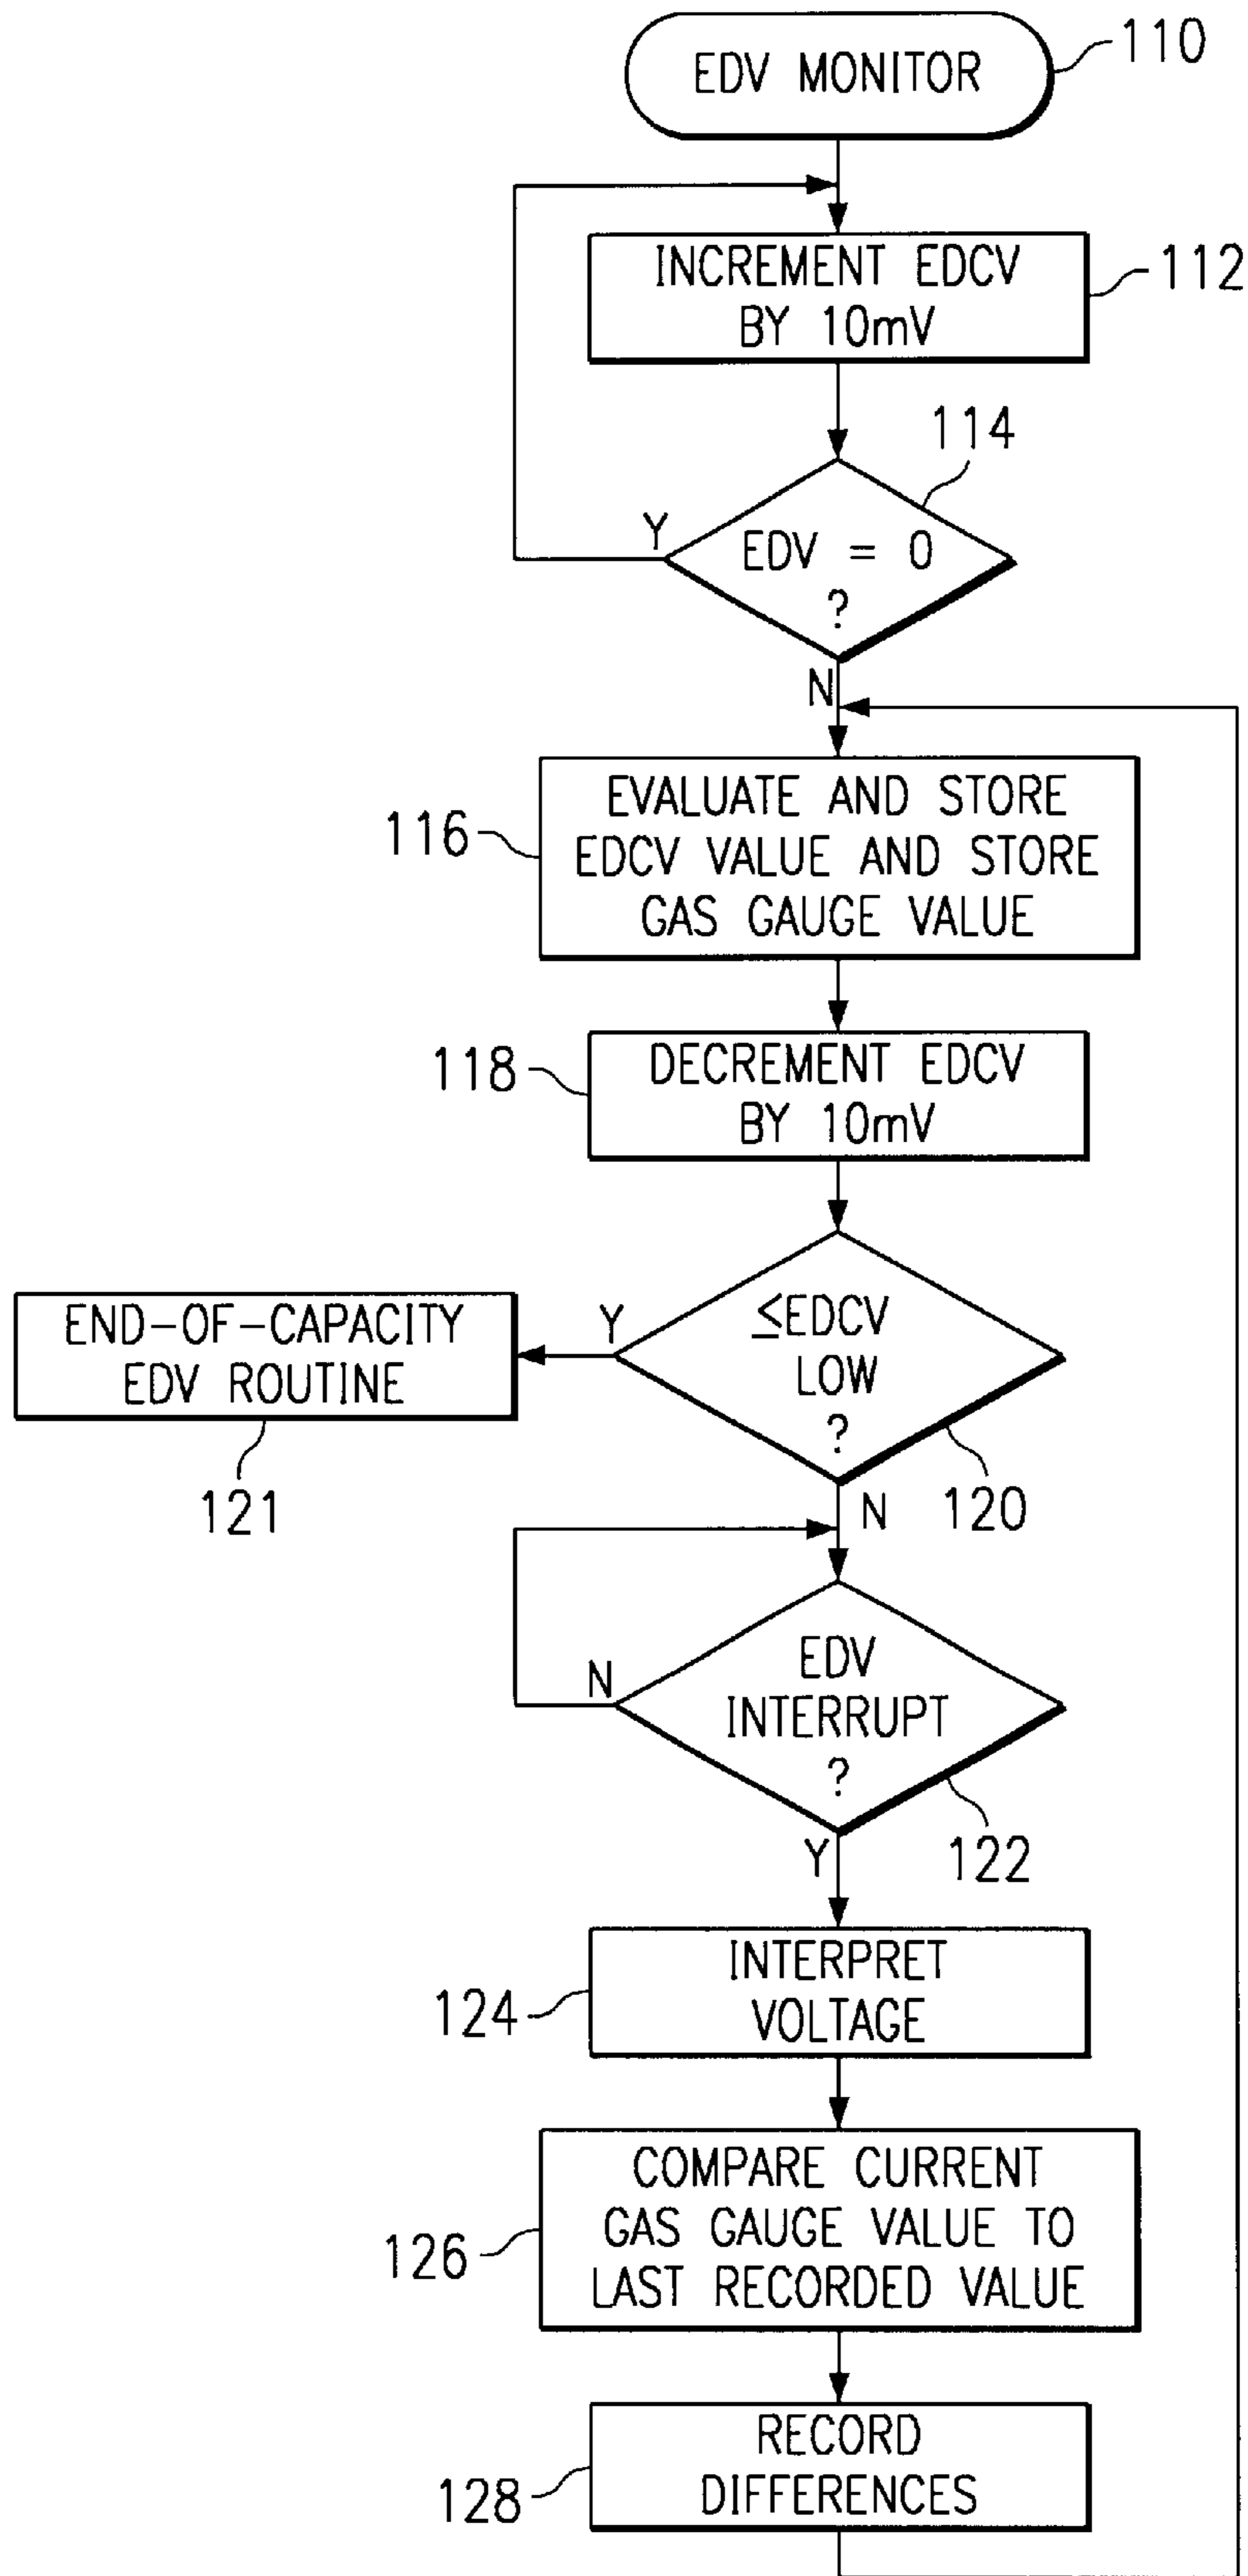 EDV MONITOR
110
INCREMENT EDCV
BY 10mV
112
114
Y
EDV = 0
?
N
EVALUATE AND STORE
EDCV VALUE AND STORE
GAS GAUGE VALUE
116
DECREMENT EDCV
BY 10mV
118
END-OF-CAPACITY
EDV ROUTINE
121
Y
≤EDCV
LOW
?
N
120
N
EDV
INTERRUPT
?
Y
122
INTERPRET
VOLTAGE
124
COMPARE CURRENT
GAS GAUGE VALUE TO
LAST RECORDED VALUE
126
RECORD
DIFFERENCES
128